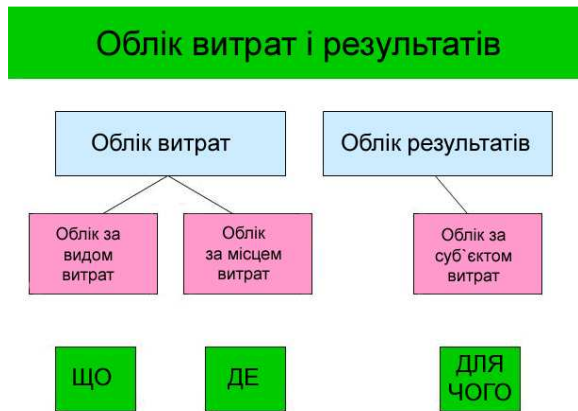 Облік витрат і результатів
Облік витрат
Облік результатів
Облік за
видом
витрат
Облік
за місцем
витрат
Облік за
суб`єктом
витрат
ЩО
ДЕ
ДЛЯ
ЧОГО